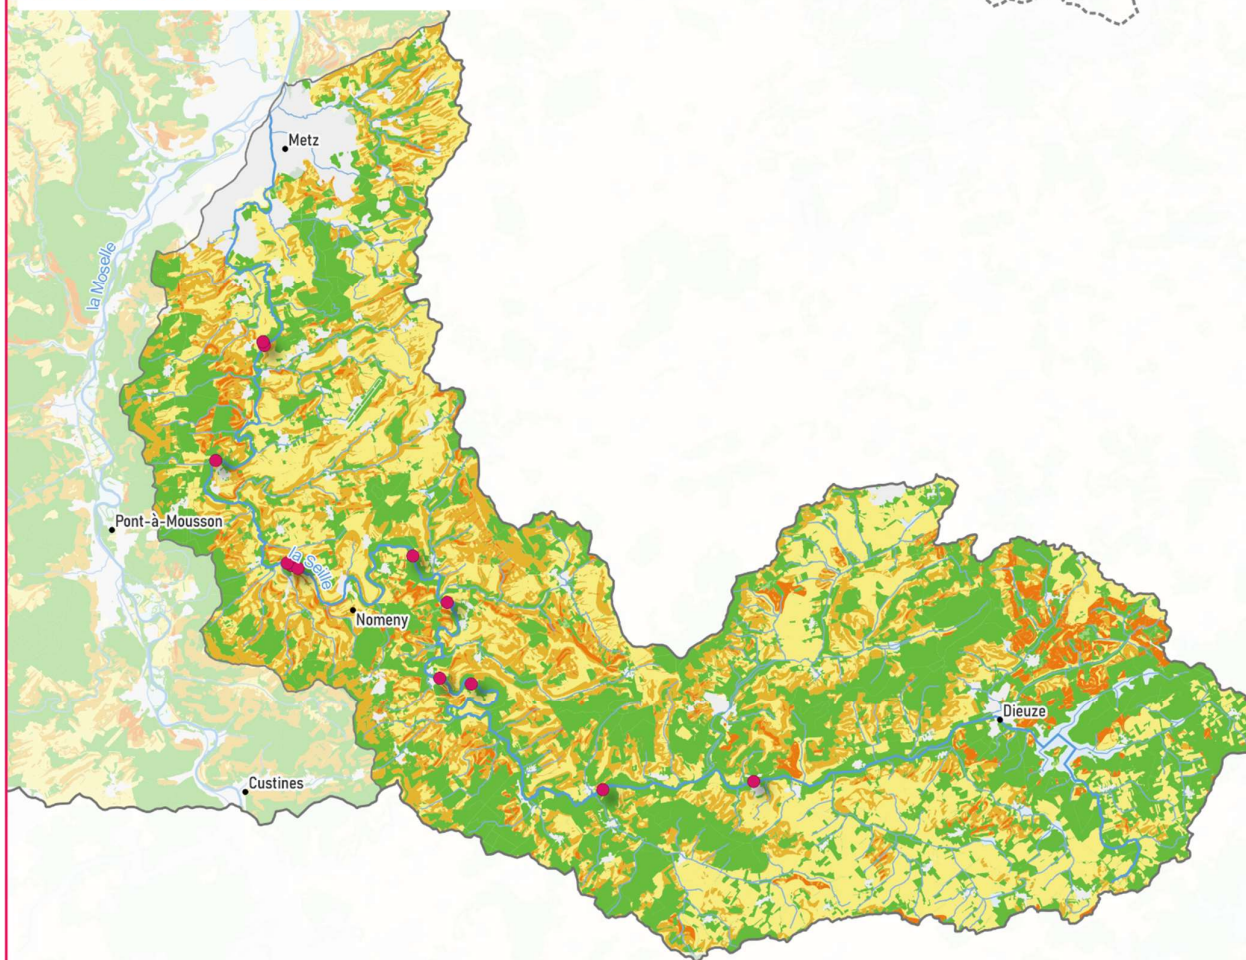 Metz
la Moselle
Pont-à-Mousson
la Seille
Nomeny
Dieuze
Custines